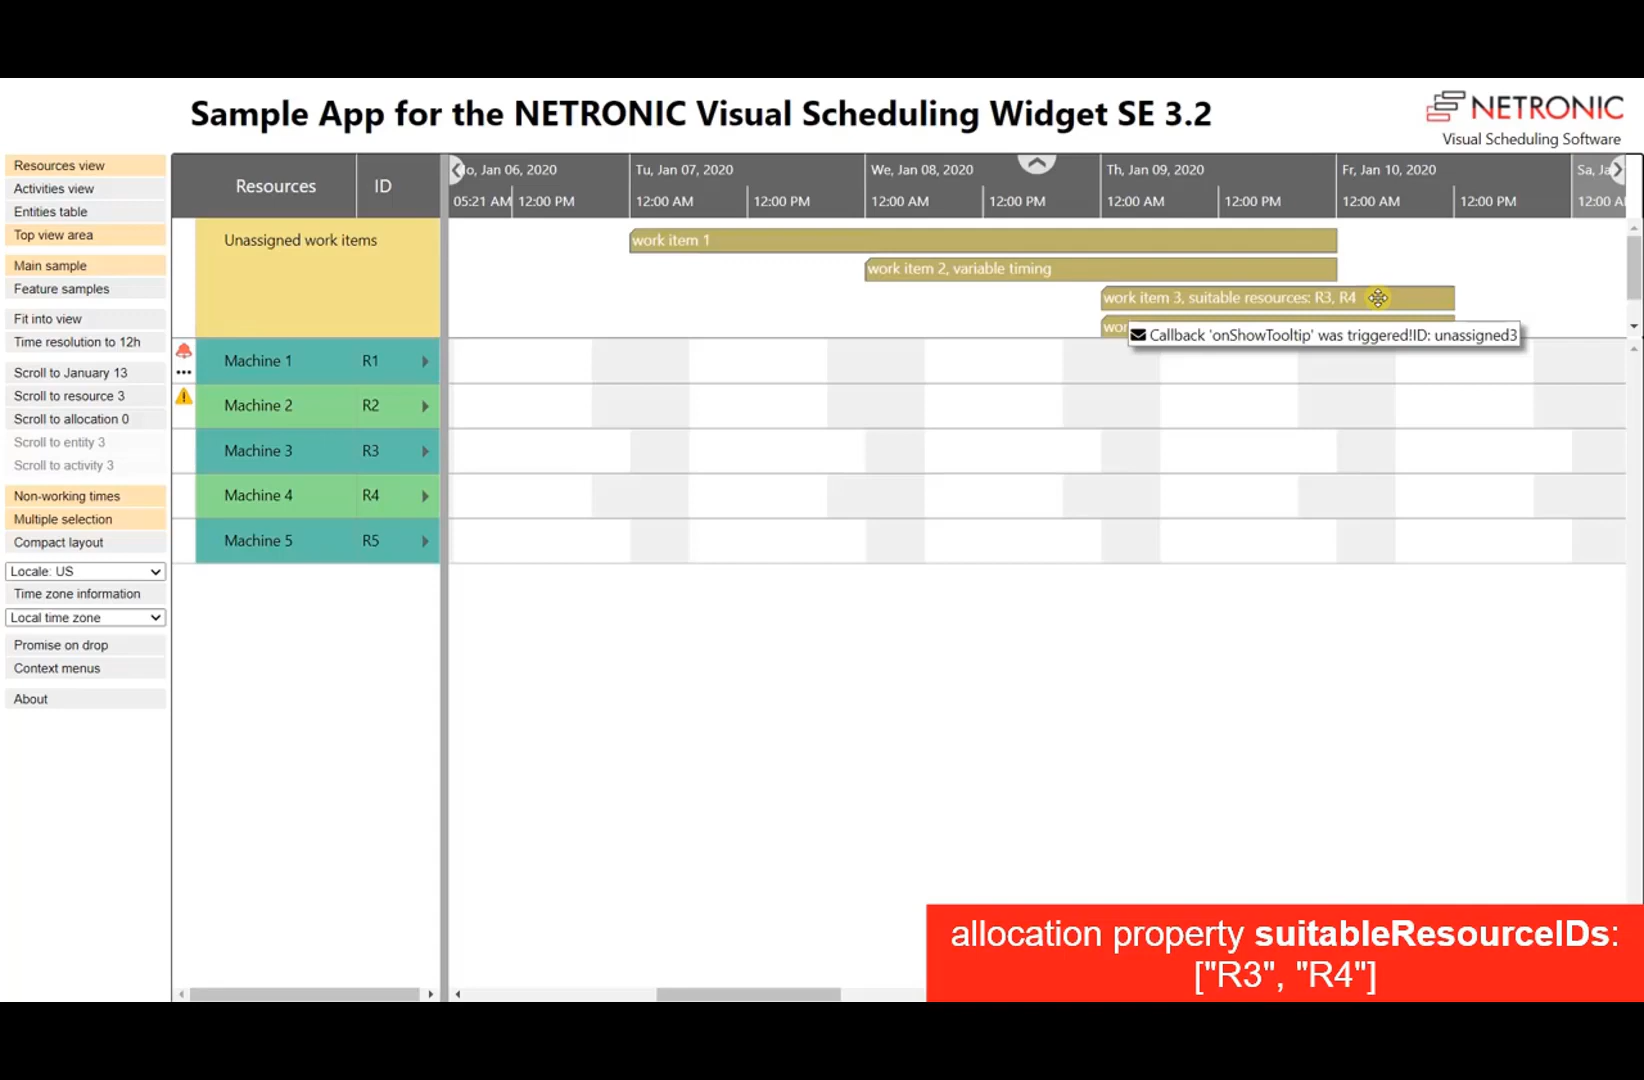 Sample App for the NETRONIC Visual Scheduling Widget SE 3.2
NETRONIC
Visual Scheduling Software
Resources view
Activities view
Entities table
Top view area
Main sample
Feature samples
Fit into view
Time resolution to 12h
Scroll to January 13
Scroll to resource 3
Scroll to allocation 0
Scroll to entity 3
Scroll to activity 3
Non-working times
Multiple selection
Compact layout
Locale: US
Time zone information
Local time zone
Promise on drop
Context menus
About
Resources ID
o, Jan 06, 2020 Tu, Jan 07, 2020 We, Jan 08, 2020 Th, Jan 09, 2020 Fr, Jan 10, 2020 Sa, Ja
05:21 AM 12:00 PM 12:00 AM 12:00 PM 12:00 AM 12:00 PM 12:00 AM 12:00 PM 12:00 AM 12:00 PM 12:00 A
Unassigned work items
work item 1
work item 2, variable timing
work item 3, suitable resources: R3, R4
wor
Callback 'onShowTooltip' was triggered!ID: unassigned3
Machine 1 R1
Machine 2 R2
Machine 3 R3
Machine 4 R4
Machine 5 R5
allocation property suitableResourceIDs:
["R3", "R4"]